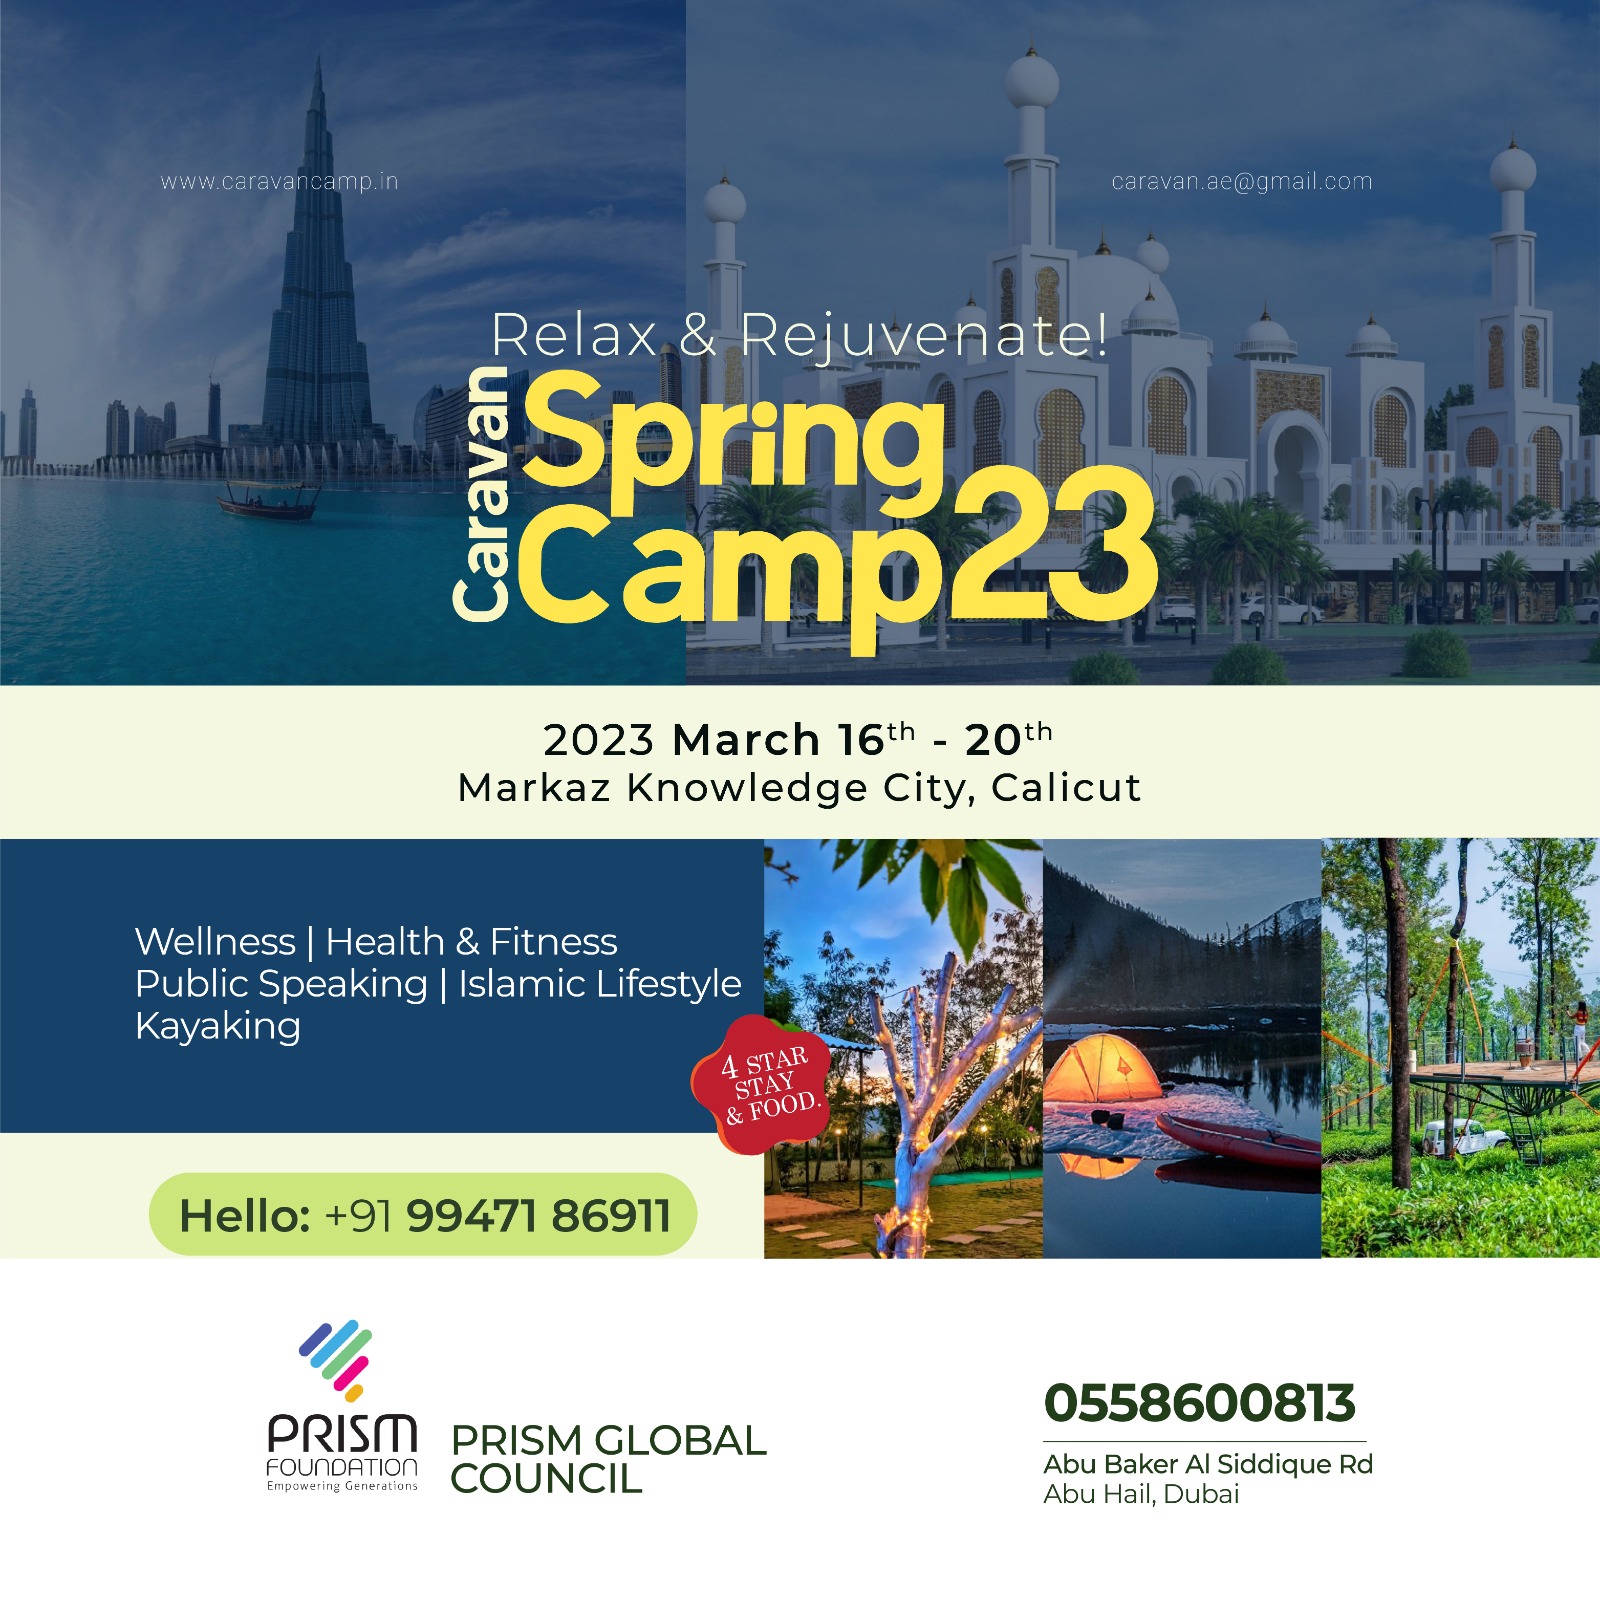 www.caravancamp.in
caravan.ae@gmail.com
Relax & Rejuvenate!
Caravan
Spring
Camp23
2023 March 16th - 20th
Markaz Knowledge City, Calicut
Wellness | Health & Fitness
Public Speaking | Islamic Lifestyle
Kayaking
4 STAR
STAY
& FOOD.
Hello: +91 99471 86911
PRISM
FOUNDATION
Empowering Generations
PRISM GLOBAL
COUNCIL
0558600813
Abu Baker Al Siddique Rd
Abu Hail, Dubai